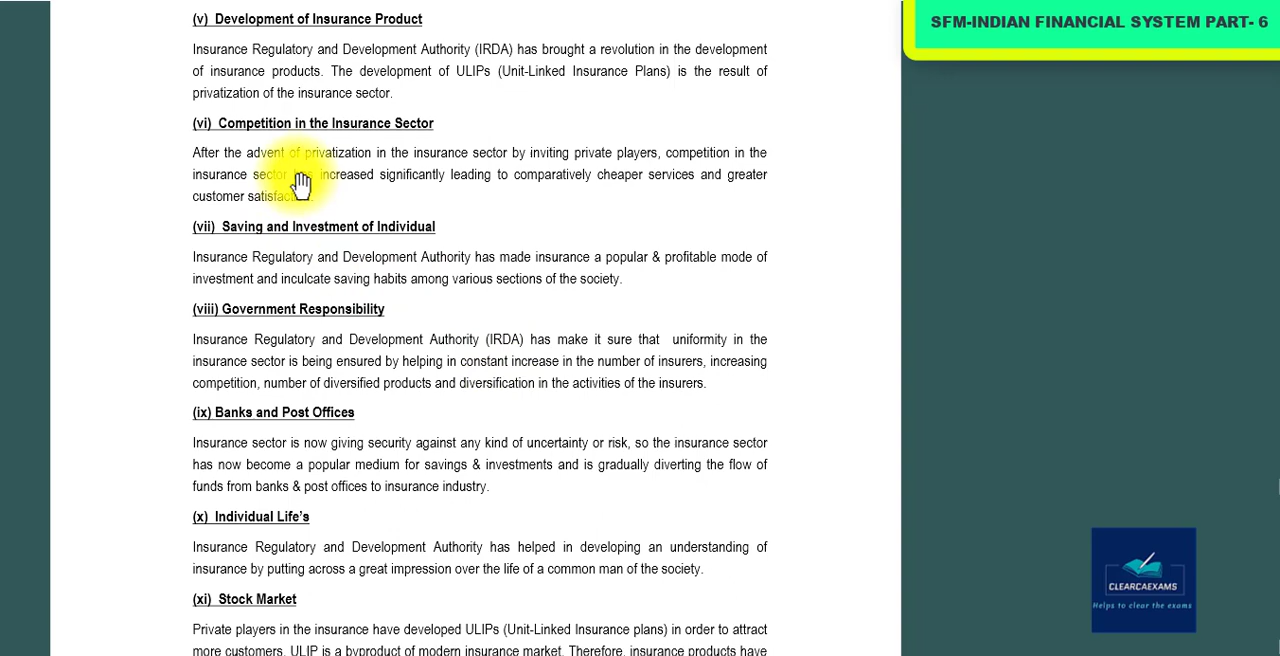 (v) Development of Insurance Product
Insurance Regulatory and Development Authority (IRDA) has brought a revolution in the development
of insurance products. The development of ULIPs (Unit-Linked Insurance Plans) is the result of
privatization of the insurance sector.
(vi) Competition in the Insurance Sector
After the advent of privatization in the insurance sector by inviting private players, competition in the
insurance sector increased significantly leading to comparatively cheaper services and greater
customer
(vii) Saving and Investment of Individual
Insurance Regulatory and Development Authority has made insurance a popular & profitable mode of
investment and inculcate saving habits among various sections of the society.
(viii) Government Responsibility
Insurance Regulatory and Development Authority (IRDA) has make it sure that uniformity in the
insurance sector is being ensured by helping in constant increase in the number of insurers, increasing
competition, number of diversified products and diversification in the activities of the insurers.
(ix) Banks and Post Offices
Insurance sector is now giving security against any kind of uncertainty or risk, so the insurance sector
has now become a popular medium for savings & investments and is gradually diverting the flow of
funds from banks & post offices to insurance industry.
(x) Individual Life's
Insurance Regulatory and Development Authority has helped in developing an understanding of
insurance by putting across a great impression over the life of a common man of the society.
(xi) Stock Market
Private players in the insurance have developed ULIPs (Unit-Linked Insurance plans) in order to attract
more customers. ULIP is a byproduct of modern insurance market. Therefore, insurance products have
SFM-INDIAN FINANCIAL SYSTEM PART- 6
CLEARCAEXAMS
Helps to clear the exams